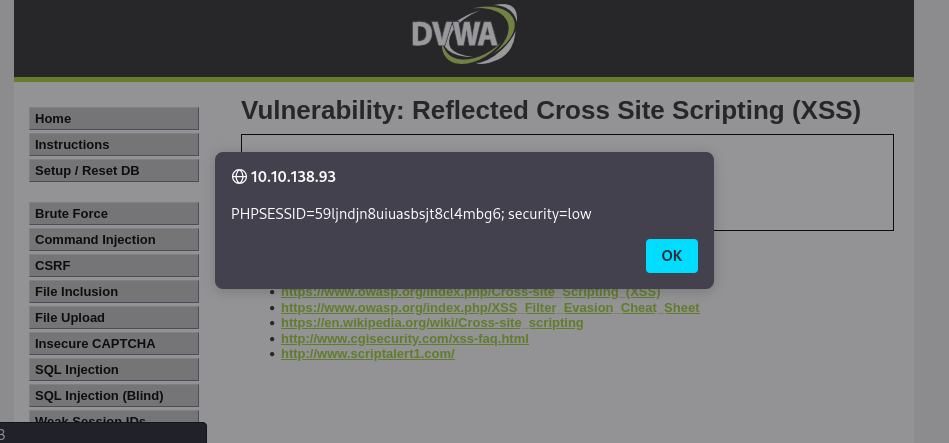 DVWA
Vulnerability: Reflected Cross Site Scripting (XSS)
Home
Instructions
Setup / Reset DB
Brute Force
Command Injection
CSRF
File Inclusion
File Upload
Insecure CAPTCHA
SQL Injection
SQL Injection (Blind)
Weak Session IDs
10.10.138.93
PHPSESSID=59ljndjn8uiuasbsjt8cl4mbg6; security=low
OK
https://www.owasp.org/index.php/Cross-site_Scripting_(XSS)
https://www.owasp.org/index.php/XSS_Filter_Evasion_Cheat_Sheet
https://en.wikipedia.org/wiki/Cross-site_scripting
http://www.cgisecurity.com/xss-faq.html
http://www.scriptalert1.com/